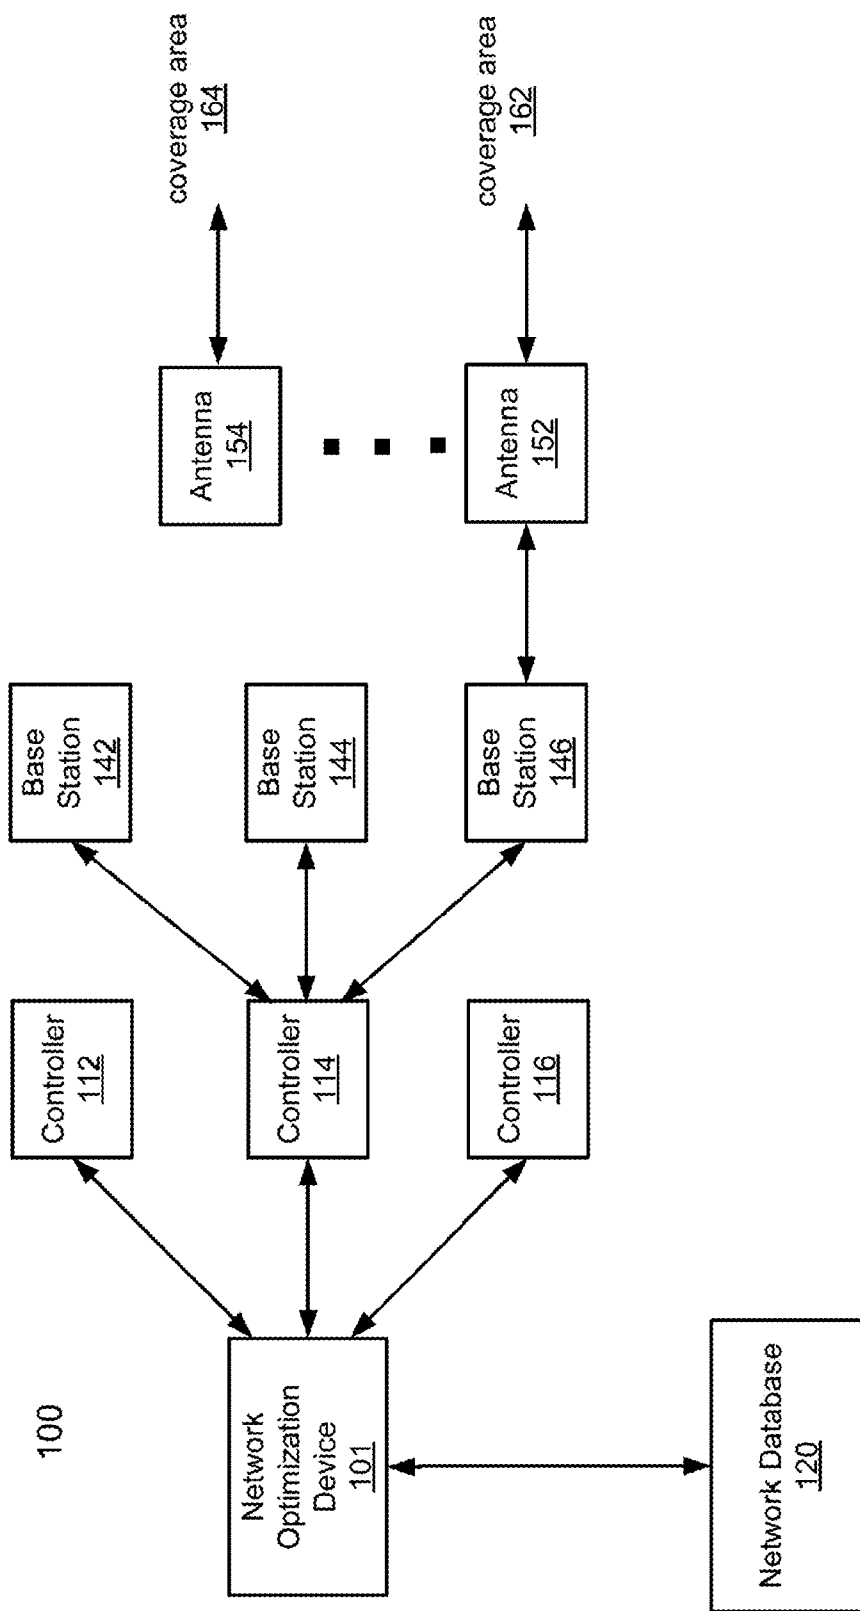 100
Network
Optimization
Device
101
Network Database
120
Controller
112
Controller
114
Controller
116
Base
Station
142
Base
Station
144
Base
Station
146
Antenna
154
Antenna
152
coverage area
164
coverage area
162